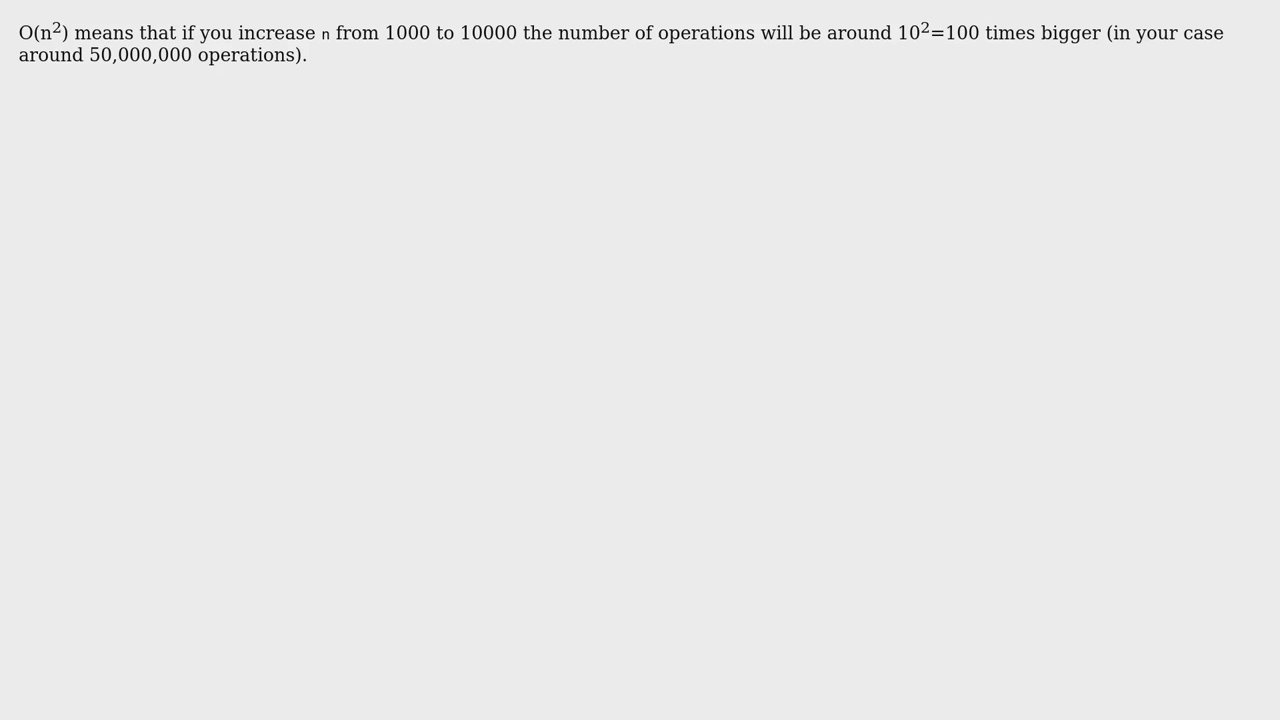 O(n²) means that if you increase n from 1000 to 10000 the number of operations will be around 10²=100 times bigger (in your case
around 50,000,000 operations).